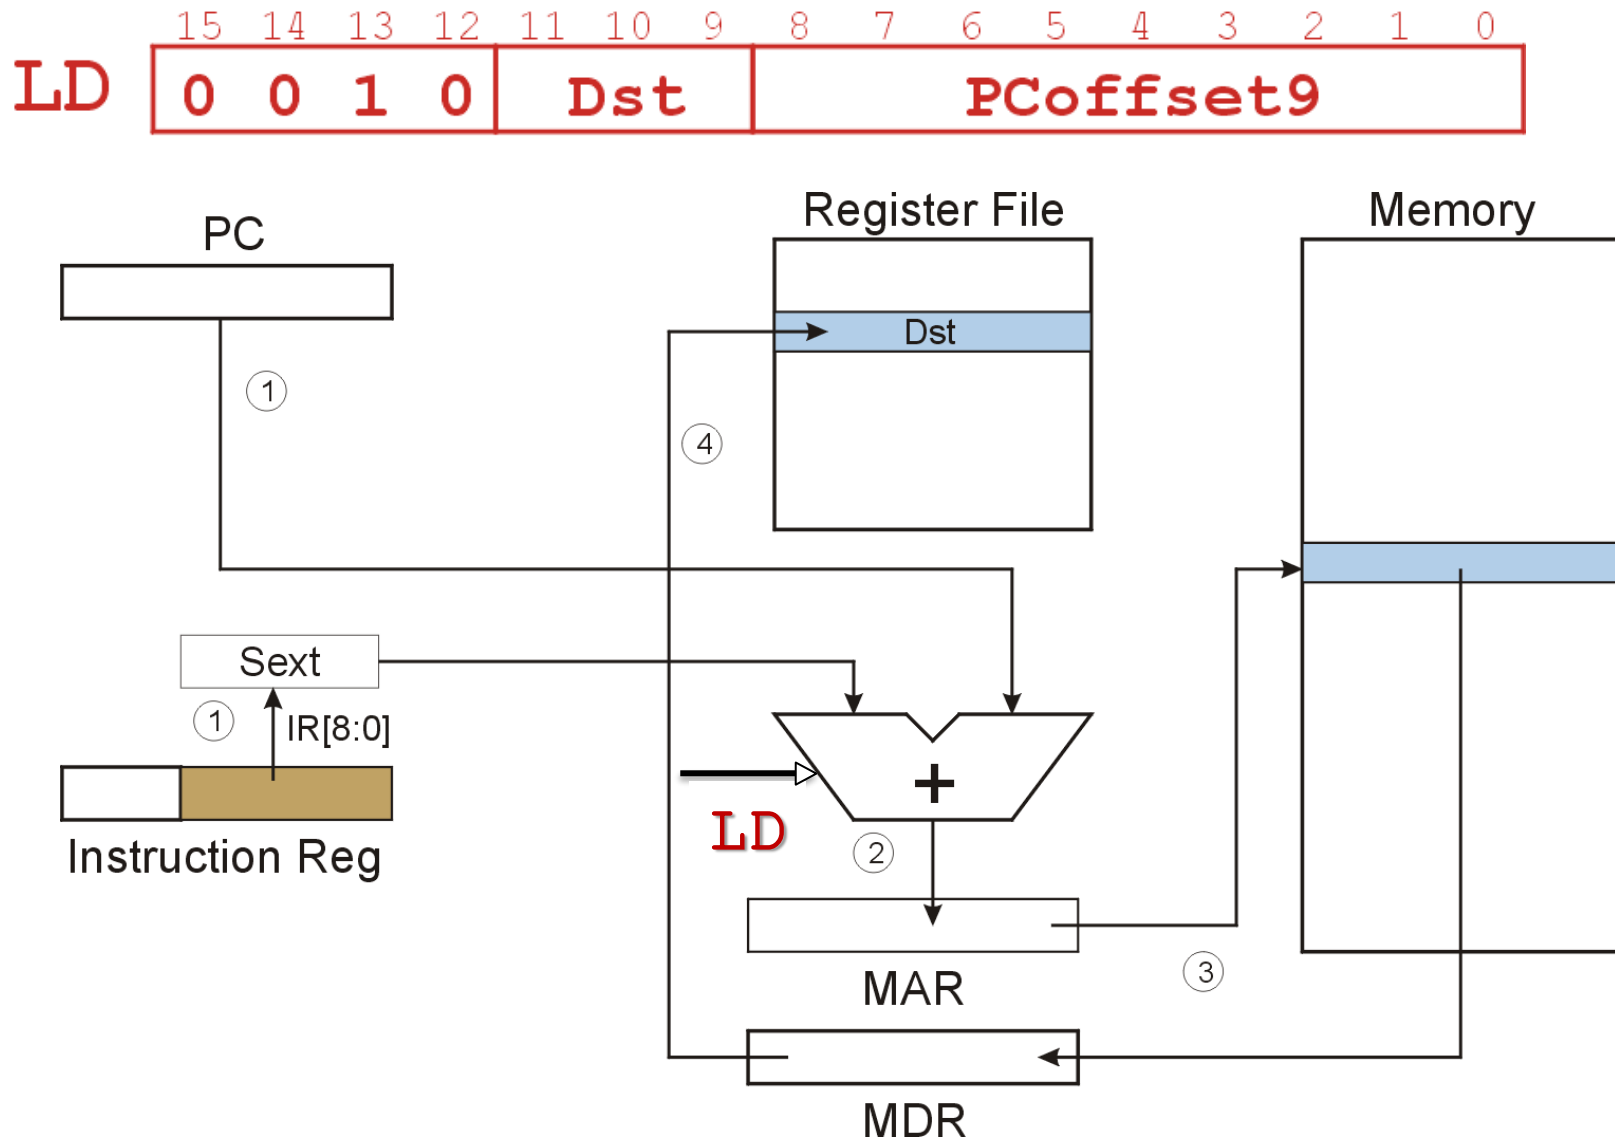 15 14 13 12 11 10 9 8 7 6 5 4 3 2 1 0
LD 0 0 1 0 Dst PCoffset9
Register File
Memory
PC
Dst
1
4
Sext
1
IR[8:0]
+
LD
2
Instruction Reg
3
MAR
MDR